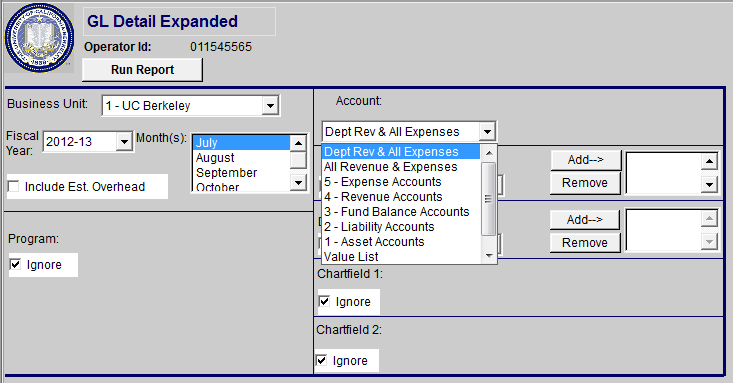 GL Detail Expanded
Operator Id: 011545565
Run Report
Business Unit: 1 - UC Berkeley
Fiscal Year: 2012-13
Month(s): July
August
September
October
Include Est. Overhead
Program:
Ignore
Account:
Dept Rev & All Expenses
Dept Rev & All Expenses
All Revenue & Expenses
5 - Expense Accounts
4 - Revenue Accounts
3 - Fund Balance Accounts
2 - Liability Accounts
1 - Asset Accounts
Value List
Add-->
Remove
Add-->
Remove
Chartfield 1:
Ignore
Chartfield 2:
Ignore